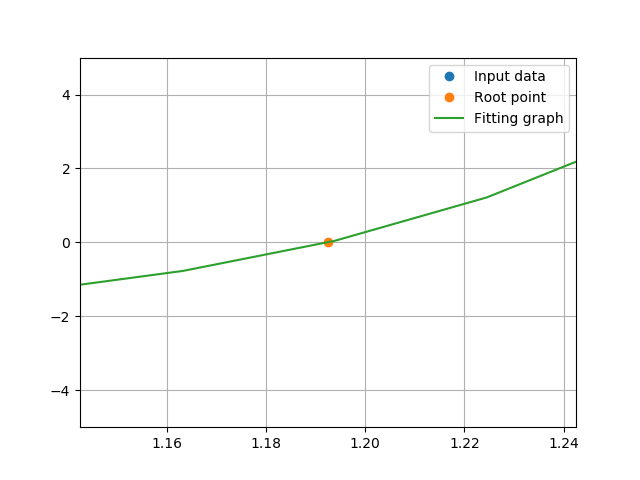 Input data
Root point
Fitting graph
4
2
0
−2
−4
1.16 1.18 1.20 1.22 1.24